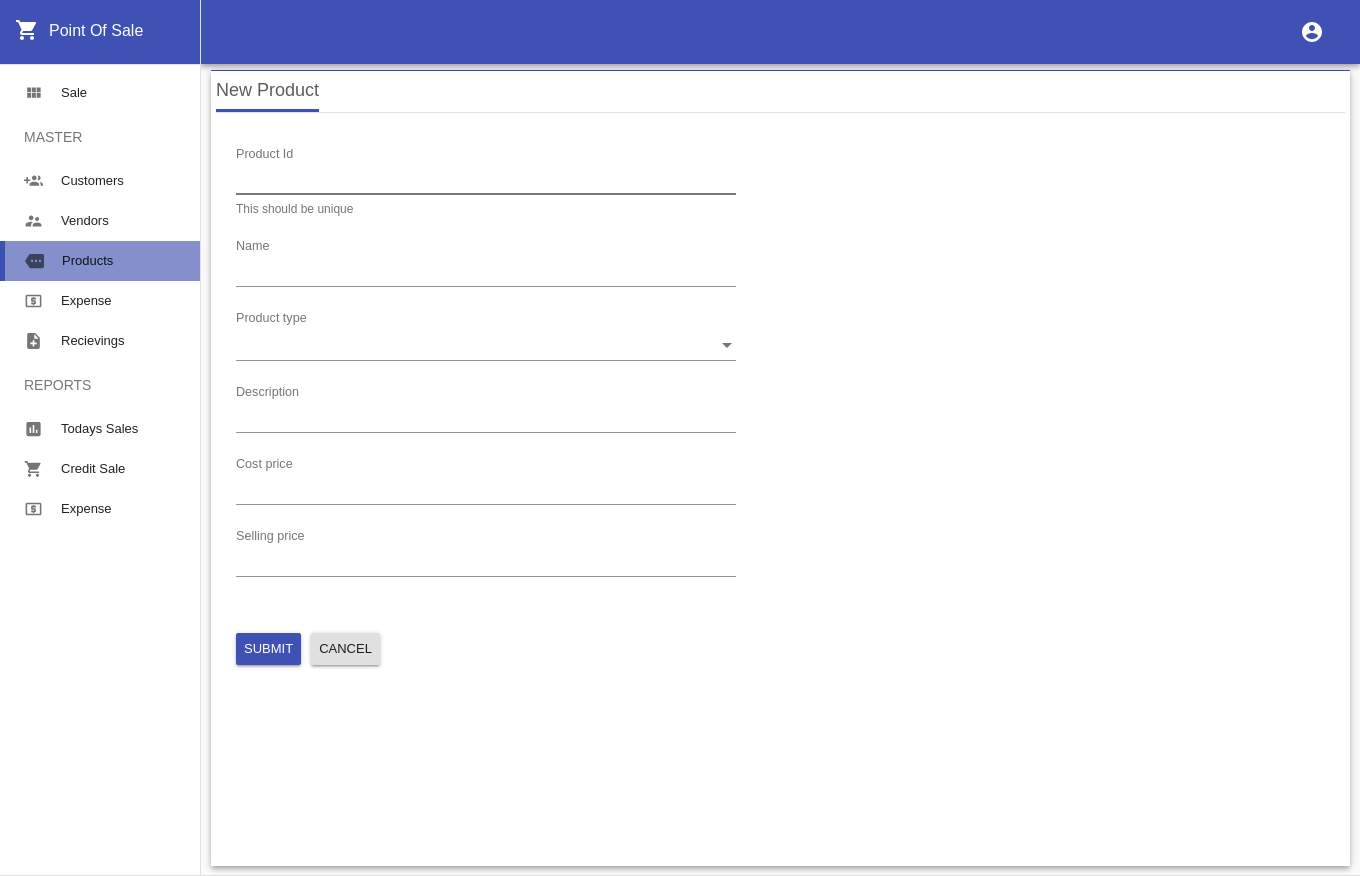 Point Of Sale
Sale
MASTER
Customers
Vendors
Products
Expense
Recievings
REPORTS
Todays Sales
Credit Sale
Expense
New Product
Product Id
This should be unique
Name
Product type
Description
Cost price
Selling price
SUBMIT CANCEL